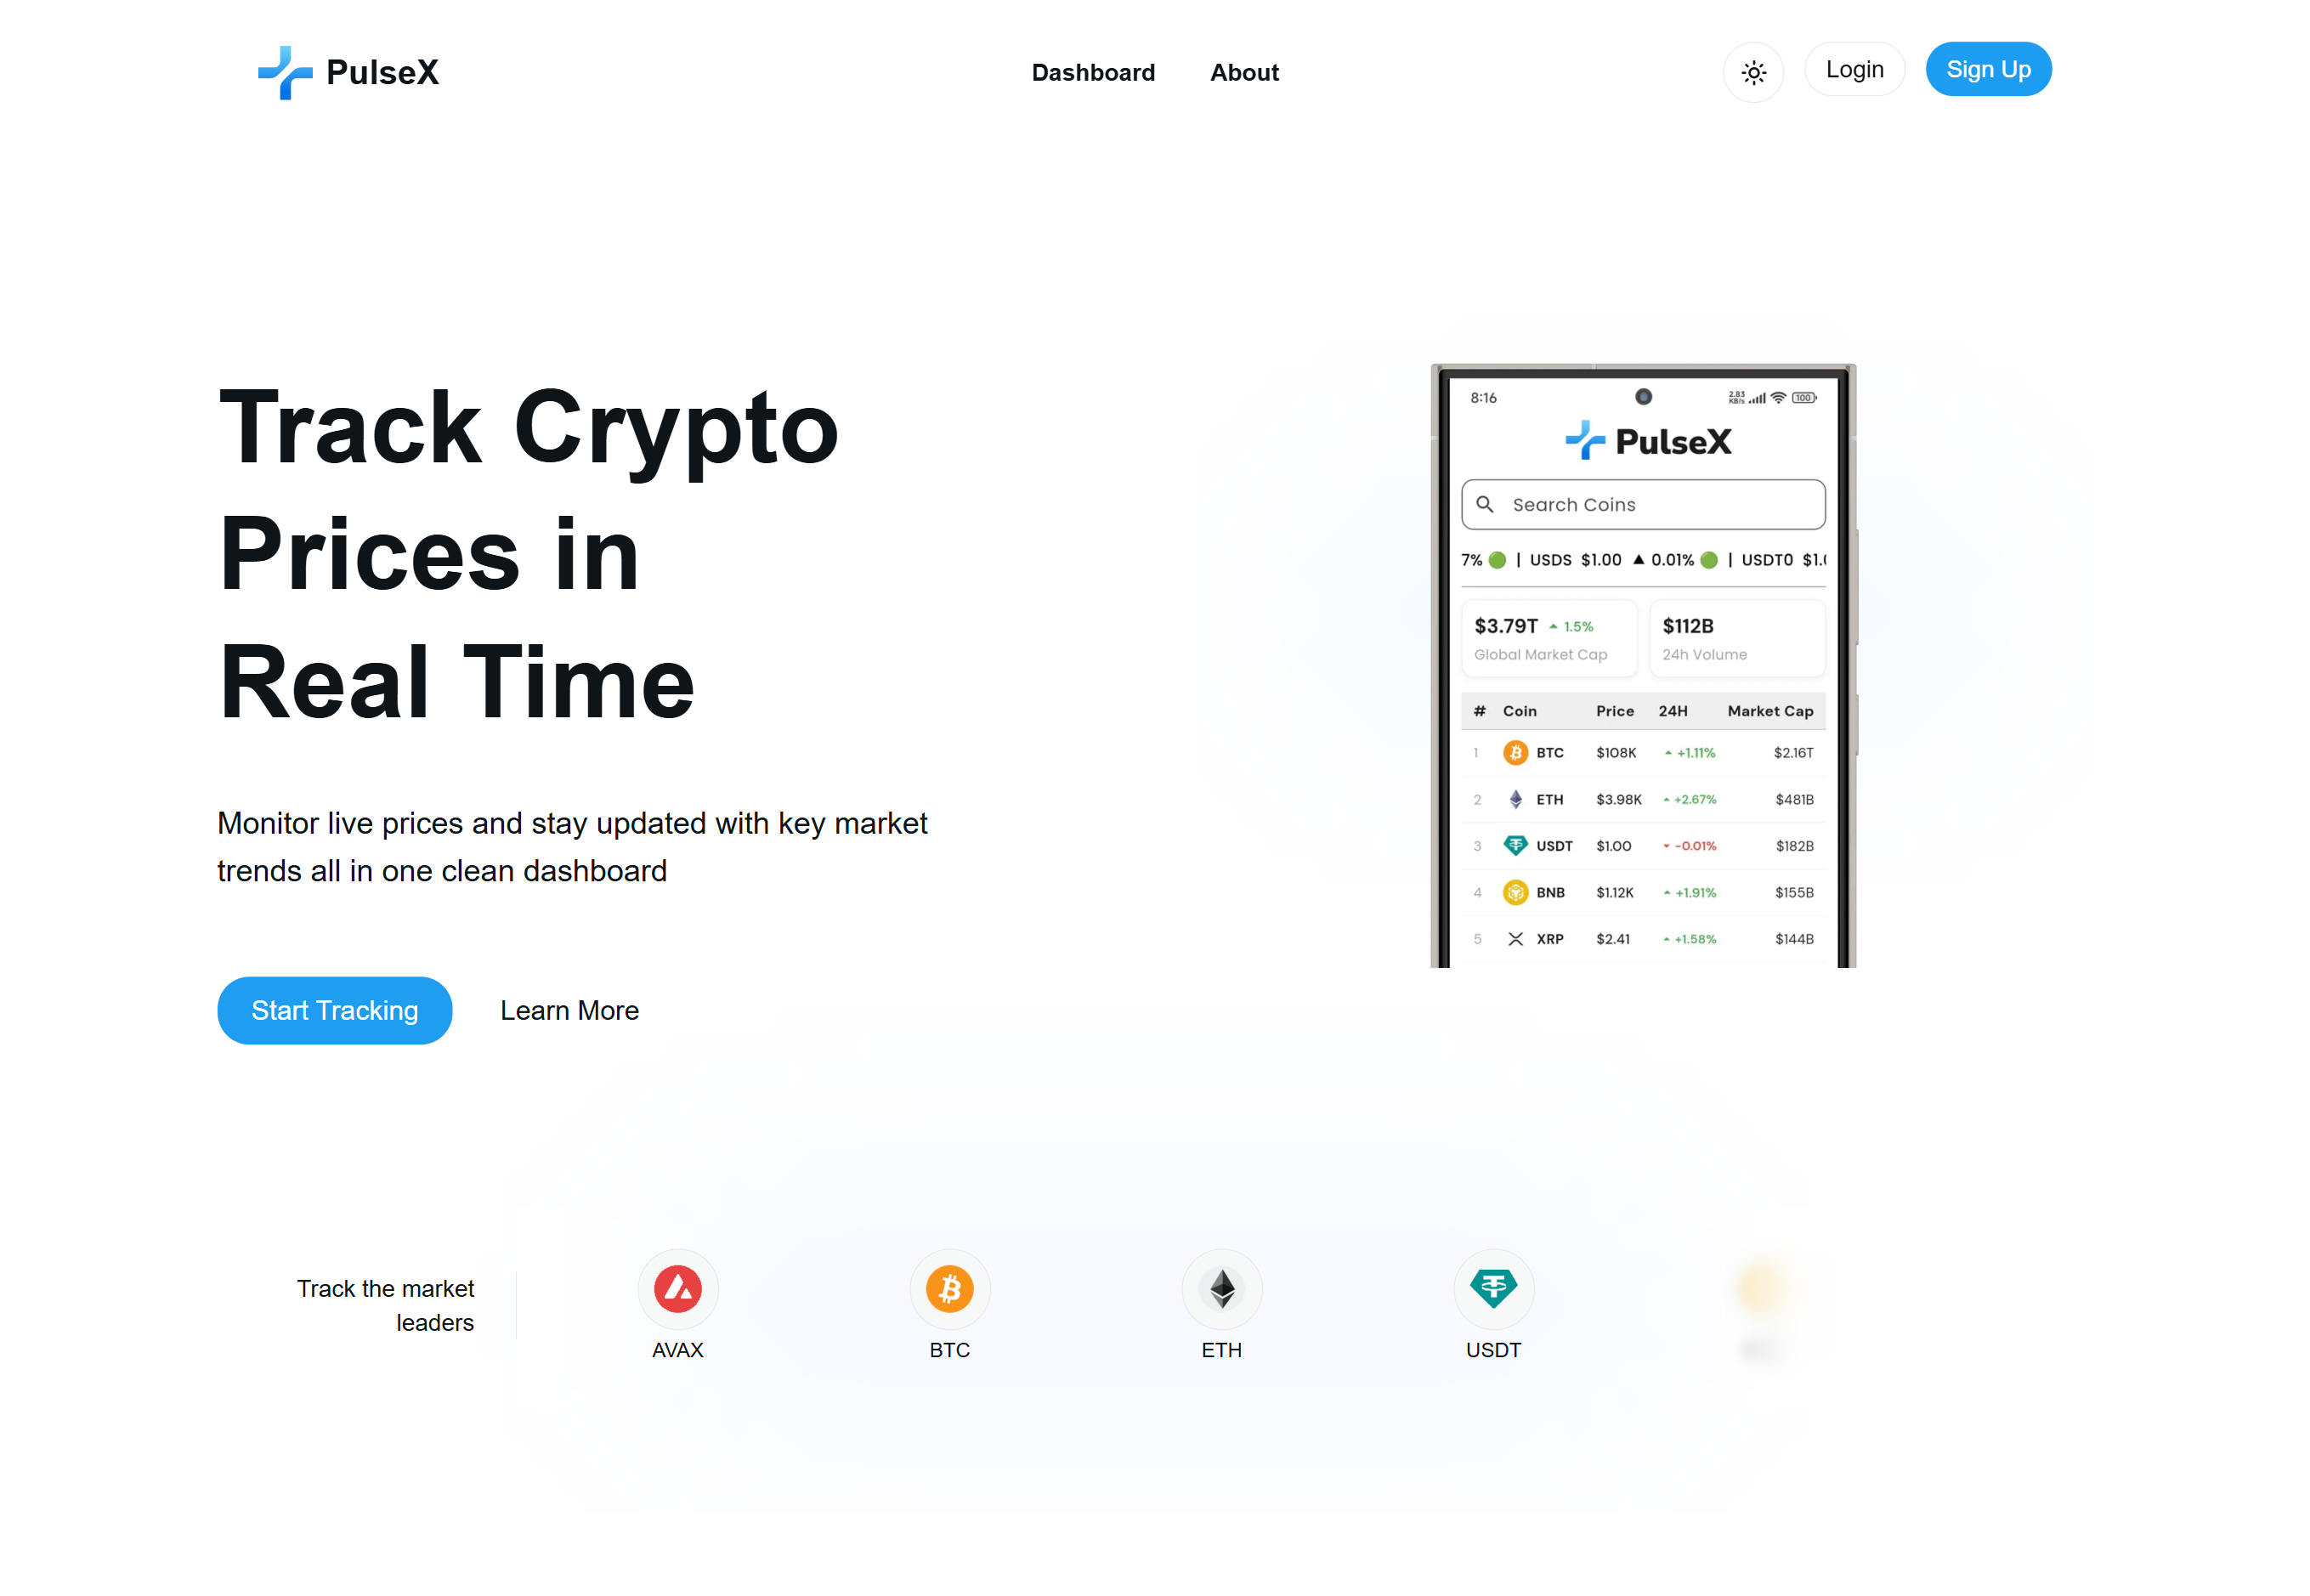 PulseX
Dashboard
About
Login
Sign Up
Track Crypto
Prices in
Real Time
Monitor live prices and stay updated with key market
trends all in one clean dashboard
Start Tracking
Learn More
8:16
2.83
KB/s
100
PulseX
Search Coins
7% | USDS $1.00 ▲ 0.01% | USDT0 $1.0
$3.79T ▲ 1.5%
Global Market Cap
$112B
24h Volume
# Coin Price 24H Market Cap
1 BTC $108K ▲ +1.11% $2.16T
2 ETH $3.98K ▲ +2.67% $481B
3 USDT $1.00 ▼ -0.01% $182B
4 BNB $1.12K ▲ +1.91% $155B
5 XRP $2.41 ▲ +1.58% $144B
Track the market
leaders
AVAX
BTC
ETH
USDT